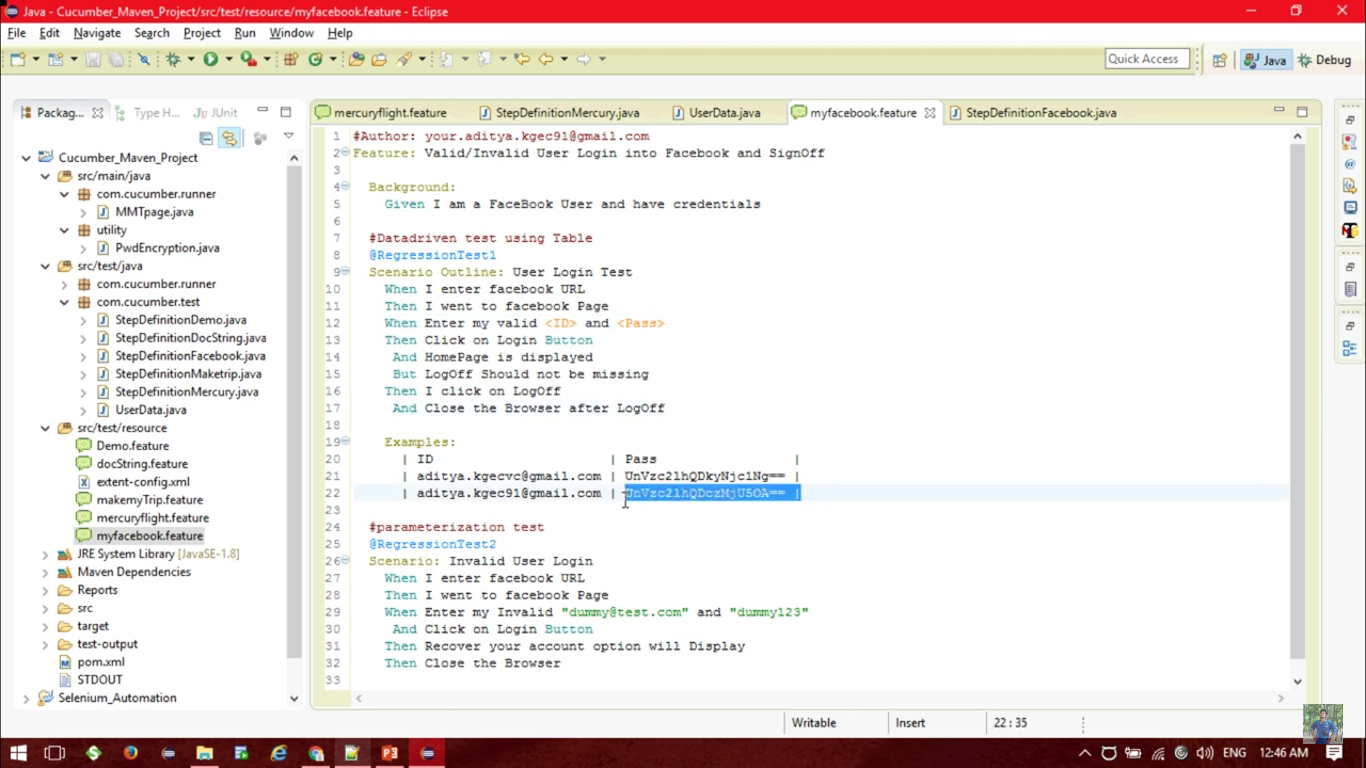 Java - Cucumber_Maven_Project/src/test/resource/myfacebook.feature - Eclipse
File Edit Navigate Search Project Run Window Help
Quick Access Java Debug
Packag... Type H... JUnit
mercuryflight.feature StepDefinitionMercury.java UserData.java myfacebook.feature StepDefinitionFacebook.java
Cucumber_Maven_Project
src/main/java
com.cucumber.runner
MMTpage.java
utility
PwdEncryption.java
src/test/java
com.cucumber.runner
com.cucumber.test
StepDefinitionDemo.java
StepDefinitionDocString.java
StepDefinitionFacebook.java
StepDefinitionMaketrip.java
StepDefinitionMercury.java
UserData.java
src/test/resource
Demo.feature
docString.feature
extent-config.xml
makemyTrip.feature
mercuryflight.feature
myfacebook.feature
JRE System Library [JavaSE-1.8]
Maven Dependencies
Reports
src
target
test-output
pom.xml
STDOUT
Selenium_Automation
1 #Author: your.aditya.kgec91@gmail.com
2 Feature: Valid/Invalid User Login into Facebook and SignOff
3
4 Background:
5 Given I am a FaceBook User and have credentials
6
7 #Datadriven test using Table
8 @RegressionTest1
9 Scenario Outline: User Login Test
10 When I enter facebook URL
11 Then I went to facebook Page
12 When Enter my valid <ID> and <Pass>
13 Then Click on Login Button
14 And HomePage is displayed
15 But LogOff Should not be missing
16 Then I click on LogOff
17 And Close the Browser after LogOff
18
19 Examples:
20 | ID | Pass |
21 | aditya.kgecvc@gmail.com | |
22 | aditya.kgec91@gmail.com | |
23
24 #parameterization test
25 @RegressionTest2
26 Scenario: Invalid User Login
27 When I enter facebook URL
28 Then I went to facebook Page
29 When Enter my Invalid "dummy@test.com" and "dummy123"
30 And Click on Login Button
31 Then Recover your account option will Display
32 Then Close the Browser
33
Writable Insert 22 : 35
ENG 12:46 AM